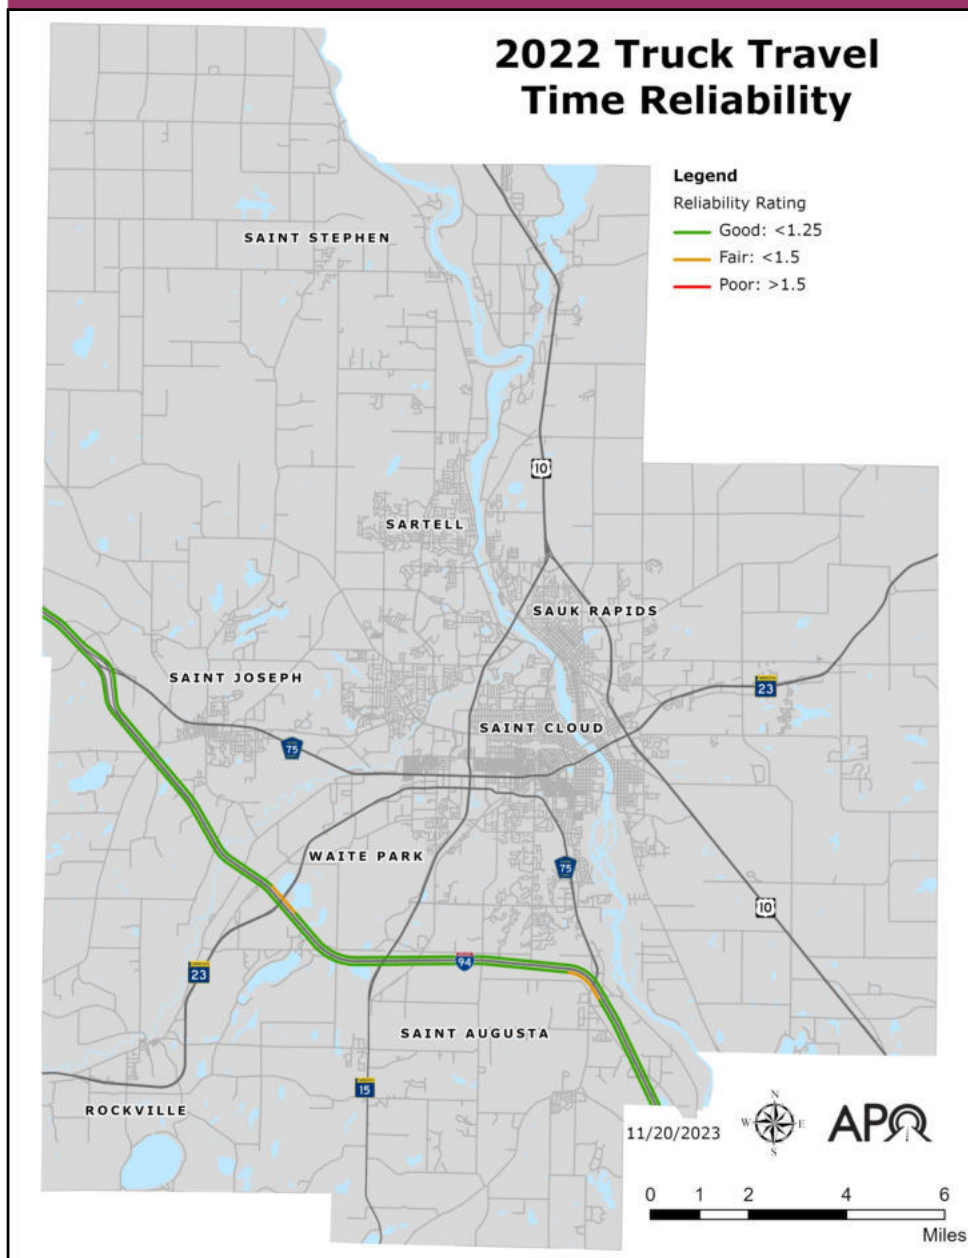 2022 Truck Travel
Time Reliability
Legend
Reliability Rating
Good: <1.25
Fair: <1.5
Poor: >1.5
SAINT STEPHEN
10
SARTELL
SAUK RAPIDS
SAINT JOSEPH
23
SAINT CLOUD
75
WAITE PARK
75
10
94
23
SAINT AUGUSTA
15
ROCKVILLE
11/20/2023
N
W E
S
APO
0 1 2 4 6
Miles